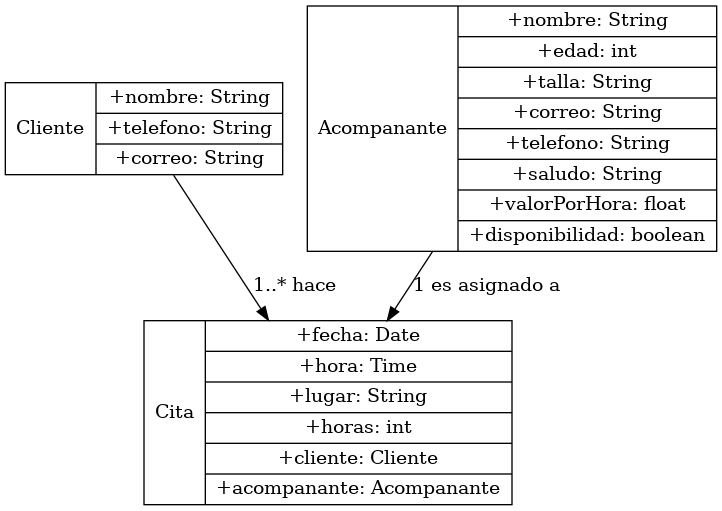 Cliente
+nombre: String
+telefono: String
+correo: String
Acompanante
+nombre: String
+edad: int
+talla: String
+correo: String
+telefono: String
+saludo: String
+valorPorHora: float
+disponibilidad: boolean
1..* hace
1 es asignado a
Cita
+fecha: Date
+hora: Time
+lugar: String
+horas: int
+cliente: Cliente
+acompanante: Acompanante